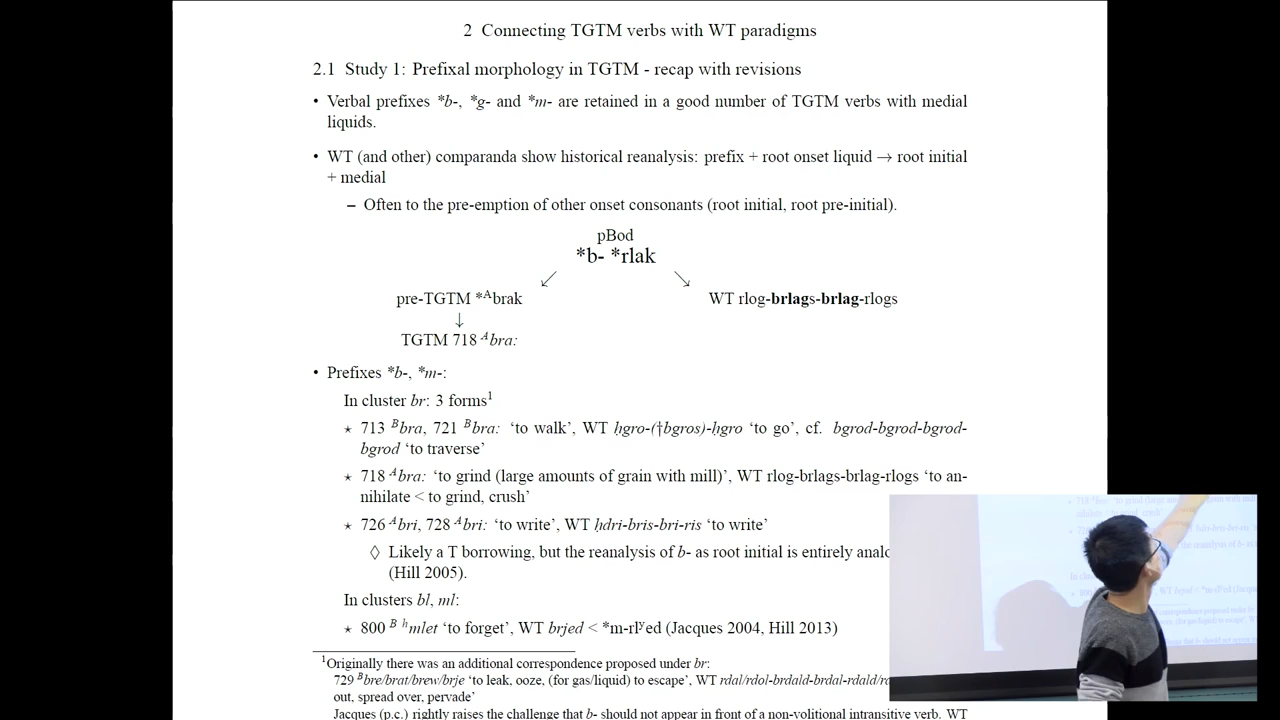 2 Connecting TGTM verbs with WT paradigms
2.1 Study 1: Prefixal morphology in TGTM - recap with revisions
• Verbal prefixes *b-, *g- and *m- are retained in a good number of TGTM verbs with medial
liquids.
• WT (and other) comparanda show historical reanalysis: prefix + root onset liquid → root initial
+ medial
– Often to the pre-emption of other onset consonants (root initial, root pre-initial).
pBod
*b- *rlak
↙ ↘
pre-TGTM *ᴬbrak WT rlog-brlags-brlag-rlogs
↓
TGTM 718 ᴬbra:
• Prefixes *b-, *m-:
In cluster br: 3 forms¹
⋆ 713 ᴮbra, 721 ᴮbra: ‘to walk’, WT ḥgro-(†bgros)-ḥgro ‘to go’, cf. bgrod-bgrod-bgrod-
bgrod ‘to traverse’
⋆ 718 ᴬbra: ‘to grind (large amounts of grain with mill)’, WT rlog-brlags-brlag-rlogs ‘to an-
nihilate < to grind, crush’
⋆ 726 ᴬbri, 728 ᴬbri: ‘to write’, WT ḥdri-bris-bri-ris ‘to write’
◊ Likely a T borrowing, but the reanalysis of b- as root initial is entirely
(Hill 2005).
In clusters bl, ml:
⋆ 800 ᴮ ʰmlet ‘to forget’, WT brjed < *m-rlʸed (Jacques 2004, Hill 2013)
¹Originally there was an additional correspondence proposed under br:
729 ᴮbre/brat/brew/brje ‘to leak, ooze, (for gas/liquid) to escape’, WT rdal/rdol-brdald-brdal-rdald/
out, spread over, pervade’
Jacques (p.c.) rightly raises the challenge that b- should not appear in front of a non-volitional intransitive verb. WT